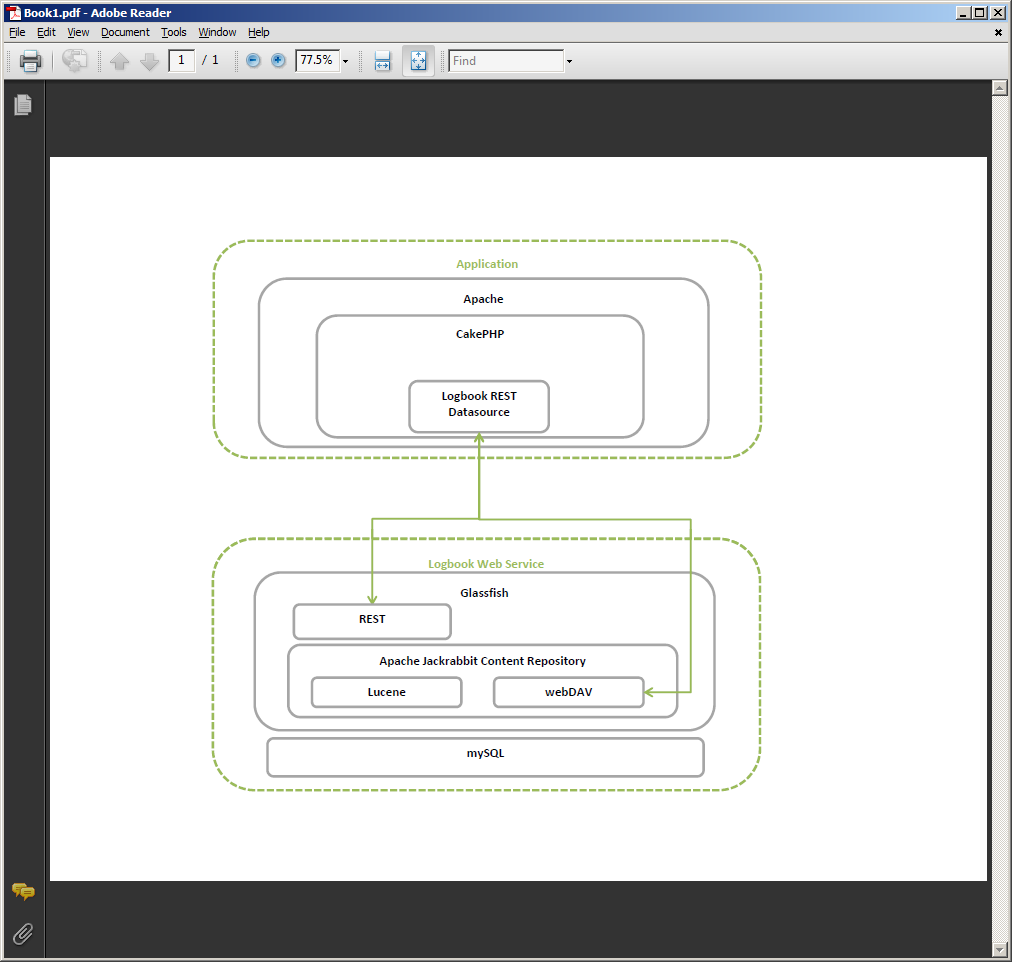 Book1.pdf - Adobe Reader
File Edit View Document Tools Window Help
1 / 1 77.5% Find
Application
Apache
CakePHP
Logbook REST
Datasource
Logbook Web Service
Glassfish
REST
Apache Jackrabbit Content Repository
Lucene webDAV
mySQL